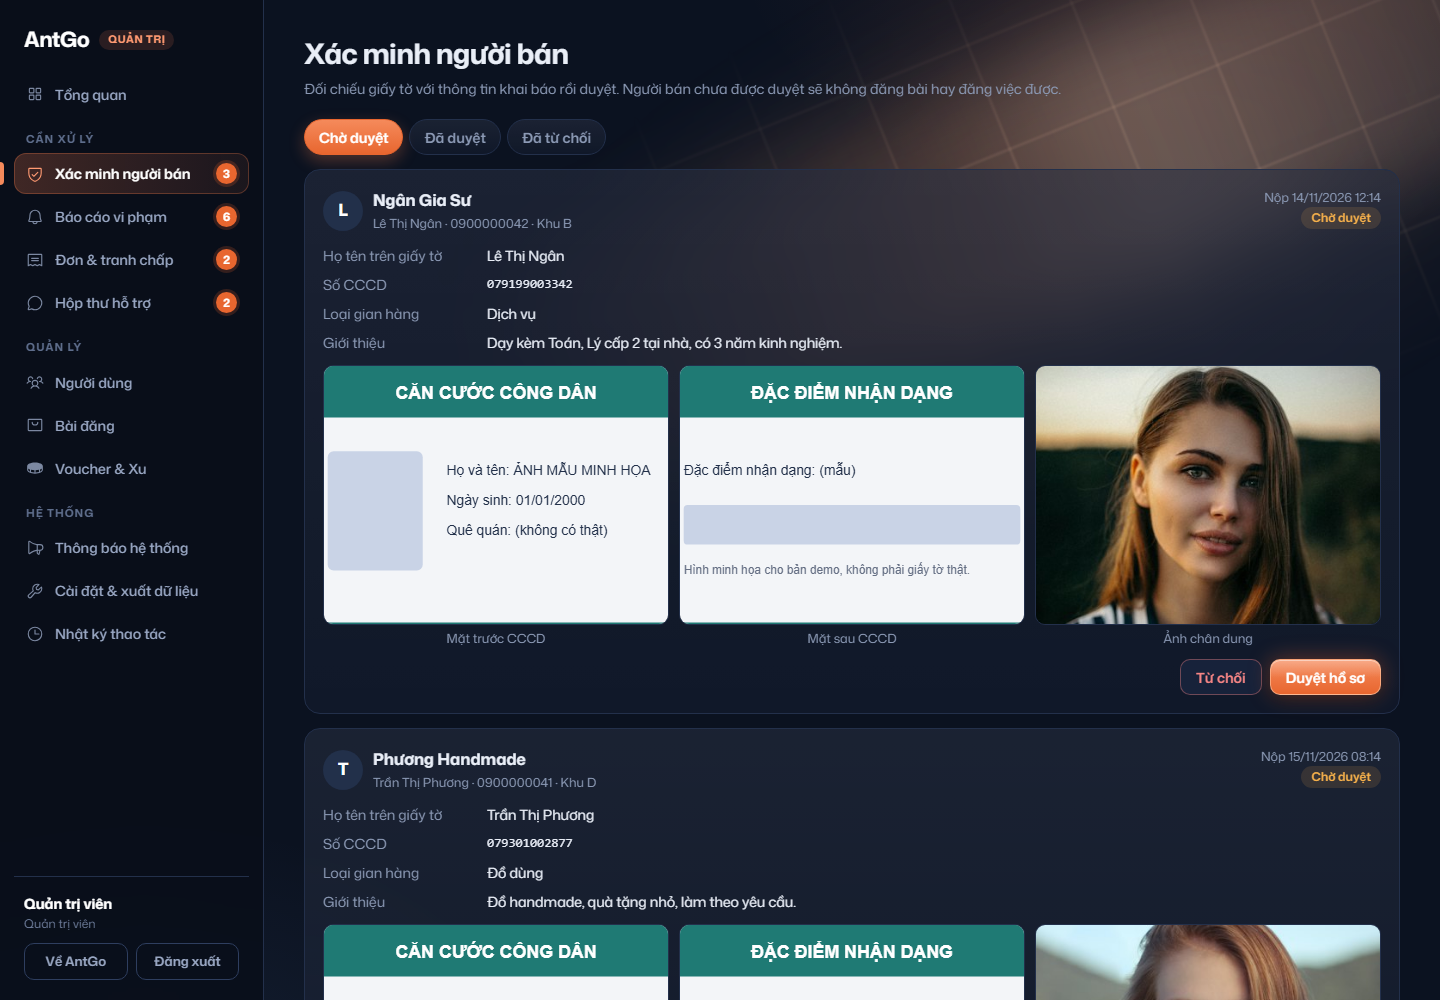 AntGo QUẢN TRỊ
Tổng quan
CẦN XỬ LÝ
Xác minh người bán 3
Báo cáo vi phạm 6
Đơn & tranh chấp 2
Hộp thư hỗ trợ 2
QUẢN LÝ
Người dùng
Bài đăng
Voucher & Xu
HỆ THỐNG
Thông báo hệ thống
Cài đặt & xuất dữ liệu
Nhật ký thao tác
Quản trị viên
Quản trị viên
Về AntGo Đăng xuất
Xác minh người bán
Đối chiếu giấy tờ với thông tin khai báo rồi duyệt. Người bán chưa được duyệt sẽ không đăng bài hay đăng việc được.
Chờ duyệt Đã duyệt Đã từ chối
L Ngân Gia Sư Nộp 14/11/2026 12:14
Lê Thị Ngân · 0900000042 · Khu B Chờ duyệt
Họ tên trên giấy tờ Lê Thị Ngân
Số CCCD 079199003342
Loại gian hàng Dịch vụ
Giới thiệu Dạy kèm Toán, Lý cấp 2 tại nhà, có 3 năm kinh nghiệm.
CĂN CƯỚC CÔNG DÂN
Họ và tên: ẢNH MẪU MINH HỌA
Ngày sinh: 01/01/2000
Quê quán: (không có thật)
Mặt trước CCCD
ĐẶC ĐIỂM NHẬN DẠNG
Đặc điểm nhận dạng: (mẫu)
Hình minh họa cho bản demo, không phải giấy tờ thật.
Mặt sau CCCD
Ảnh chân dung
Từ chối Duyệt hồ sơ
T Phương Handmade Nộp 15/11/2026 08:14
Trần Thị Phương · 0900000041 · Khu D Chờ duyệt
Họ tên trên giấy tờ Trần Thị Phương
Số CCCD 079301002877
Loại gian hàng Đồ dùng
Giới thiệu Đồ handmade, quà tặng nhỏ, làm theo yêu cầu.
CĂN CƯỚC CÔNG DÂN
ĐẶC ĐIỂM NHẬN DẠNG